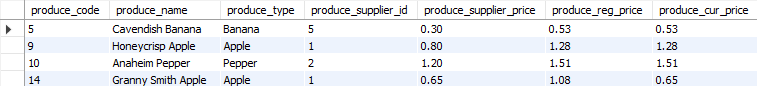 produce_code produce_name produce_type produce_supplier_id produce_supplier_price produce_reg_price produce_cur_price
5 Cavendish Banana Banana 5 0.30 0.53 0.53
9 Honeycrisp Apple Apple 1 0.80 1.28 1.28
10 Anaheim Pepper Pepper 2 1.20 1.51 1.51
14 Granny Smith Apple Apple 1 0.65 1.08 0.65